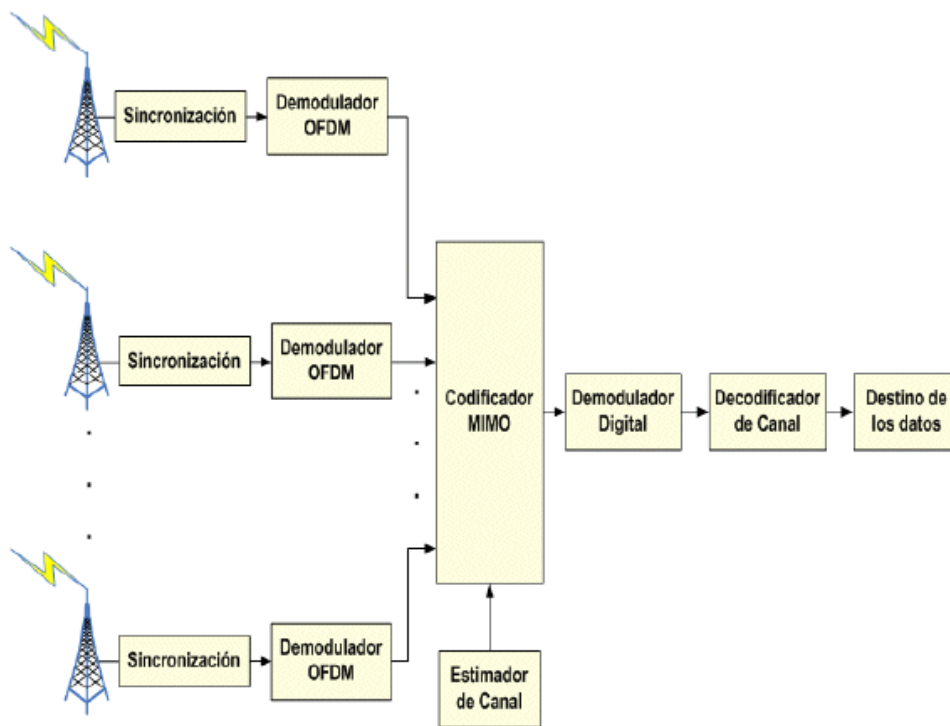 Sincronización
Demodulador
OFDM
Sincronización
Demodulador
OFDM
Codificador
MIMO
Demodulador
Digital
Decodificador
de Canal
Destino de
los datos
Sincronización
Demodulador
OFDM
Estimador
de Canal